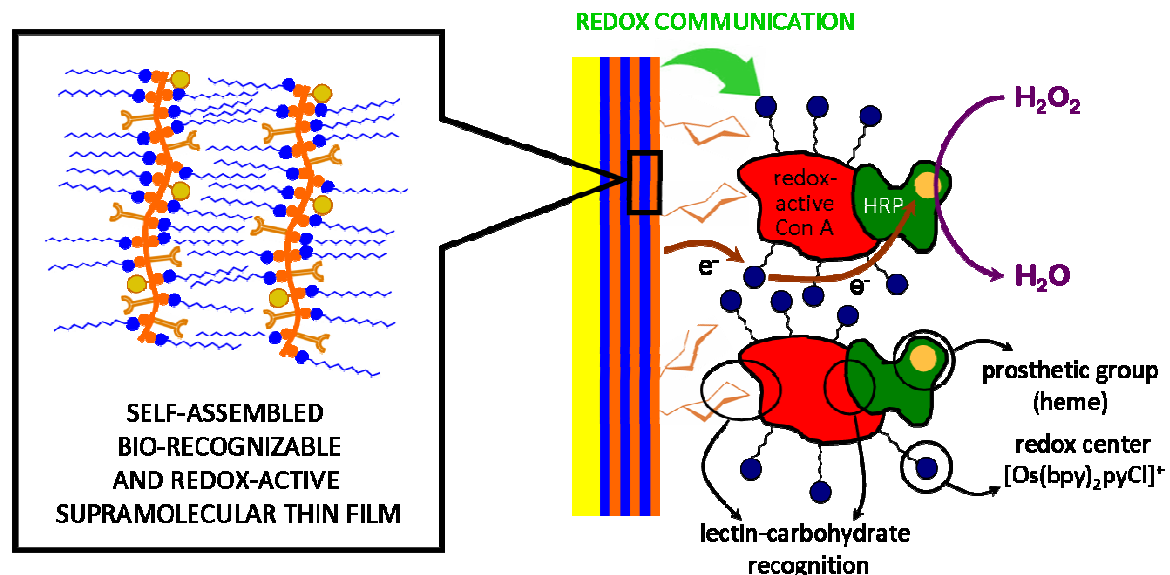 REDOX COMMUNICATION
SELF-ASSEMBLED
BIO-RECOGNIZABLE
AND REDOX-ACTIVE
SUPRAMOLECULAR THIN FILM
redox-
active
Con A
HRP
H₂O₂
H₂O
e⁻
e⁻
prosthetic group
(heme)
redox center
[Os(bpy)₂pyCl]⁺
lectin-carbohydrate
recognition